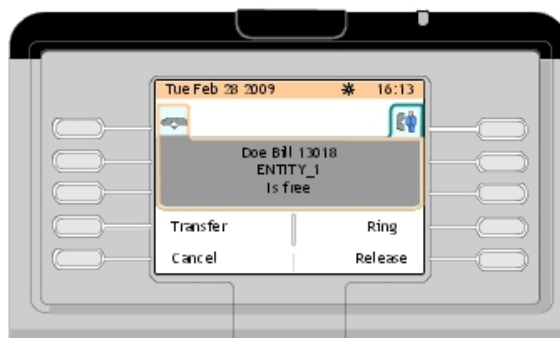 Tue Feb 28 2009 16:13
Doe Bill 13018
ENTITY_1
Is free
Transfer Ring
Cancel Release